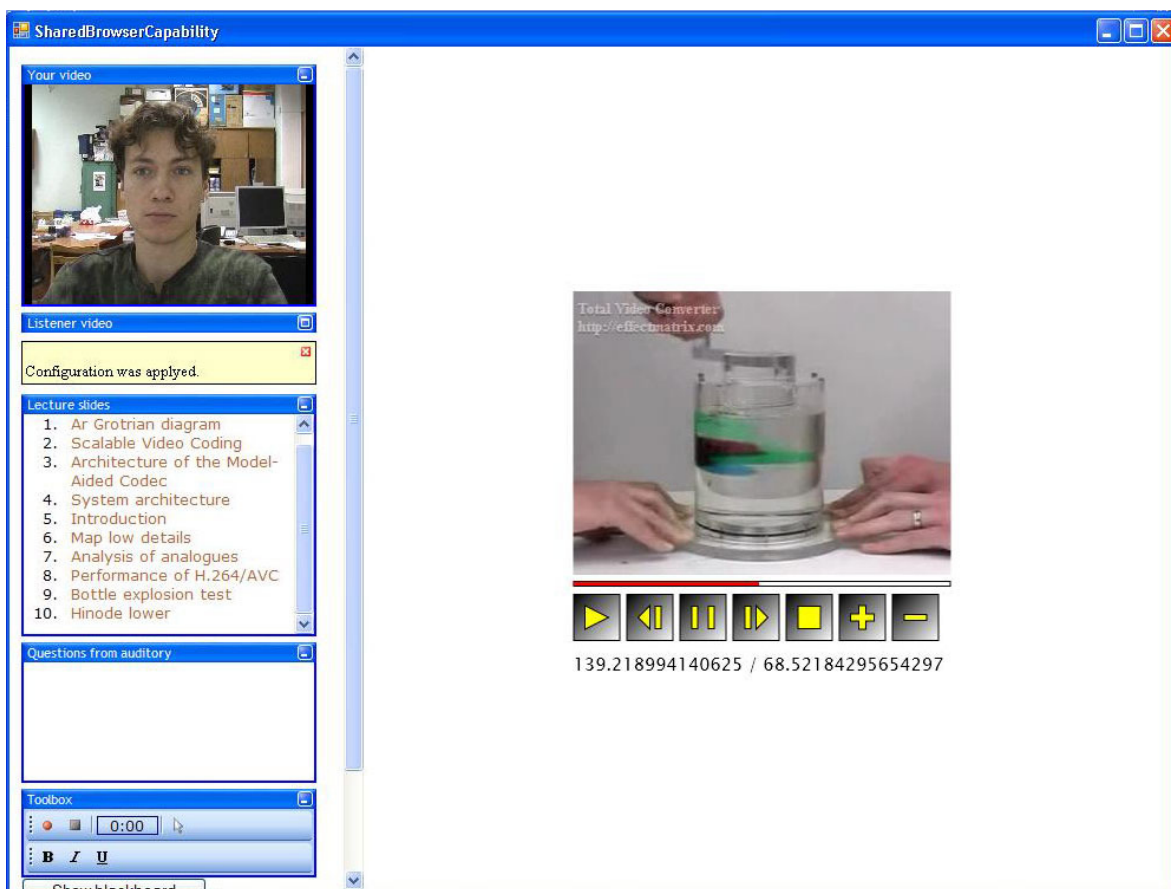 SharedBrowserCapability
Your video
Listener video
Configuration was applyed.
Lecture slides
1. Ar Grotrian diagram
2. Scalable Video Coding
3. Architecture of the Model-
Aided Codec
4. System architecture
5. Introduction
6. Map low details
7. Analysis of analogues
8. Performance of H.264/AVC
9. Bottle explosion test
10. Hinode lower
Questions from auditory
Toolbox
0:00
B I U
Show blackboard
Total Video Converter
http://effectmatrix.com
139.218994140625 / 68.52184295654297